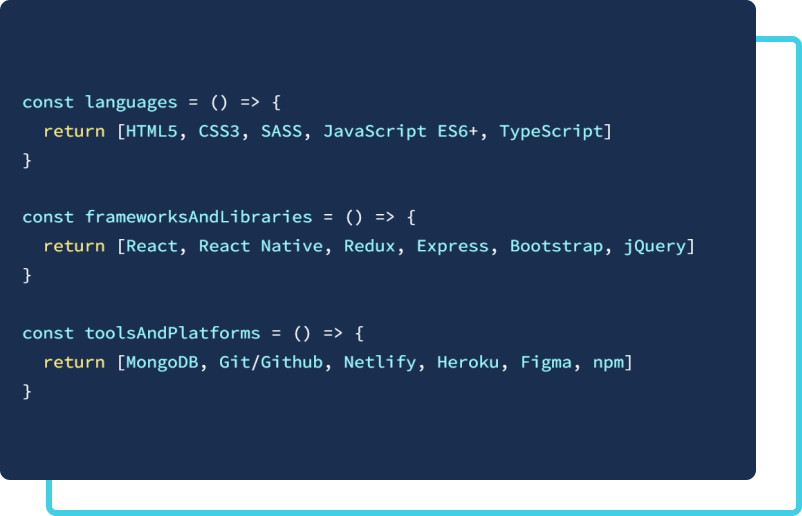 const languages = () => {
  return [HTML5, CSS3, SASS, JavaScript ES6+, TypeScript]
}
const frameworksAndLibraries = () => {
  return [React, React Native, Redux, Express, Bootstrap, jQuery]
}
const toolsAndPlatforms = () => {
  return [MongoDB, Git/Github, Netlify, Heroku, Figma, npm]
}